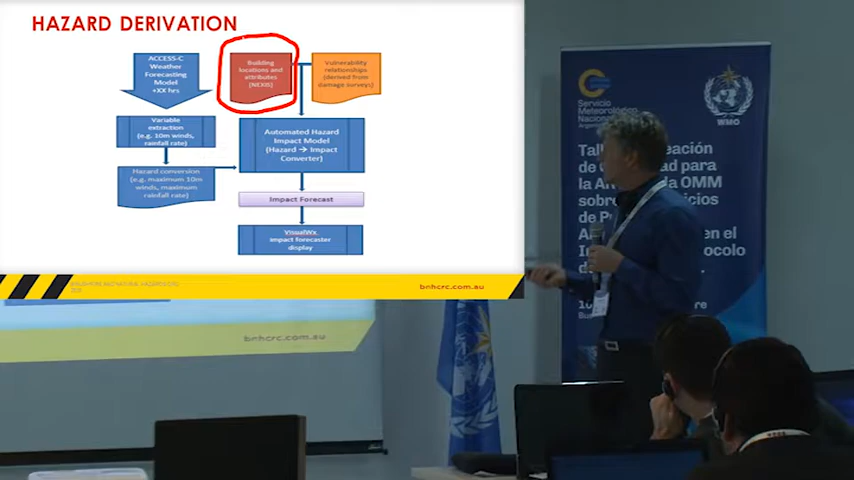 HAZARD DERIVATION
ACCESS-C
Weather
Forecasting
Model
+XX hrs
Building
locations and
attributes
(NEXIS)
Vulnerability
relationships
(derived from
damage surveys)
Variable
extraction
(e.g. 10m winds,
rainfall rate)
Automated Hazard
Impact Model
(Hazard → Impact
Converter)
Hazard conversion
(e.g. maximum 10m
winds, maximum
rainfall rate)
Impact Forecast
VisualWx
impact forecaster
display
bnhcrc.com.au
bnhcrc.com.au
Servicio
Meteorológico
Nacional
WMO